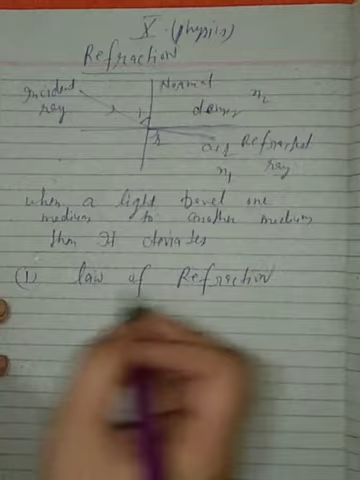 X (physics)
Refraction
Incident ray
Normal
n2
denser
i
r
air
Refracted ray
n1
when a light travel one
medium to another medium
then it deviates
(1) law of Refraction